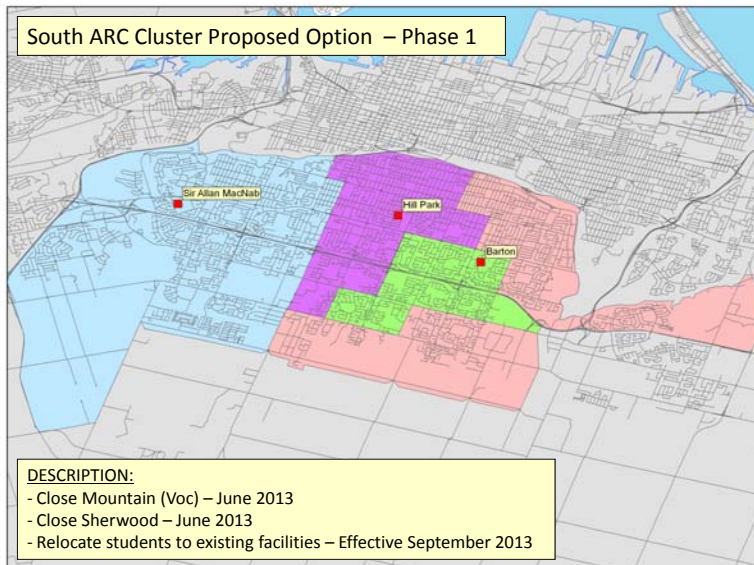 South ARC Cluster Proposed Option – Phase 1
Sir Allan MacNab
Hill Park
Barton
DESCRIPTION:
- Close Mountain (Voc) – June 2013
- Close Sherwood – June 2013
- Relocate students to existing facilities – Effective September 2013